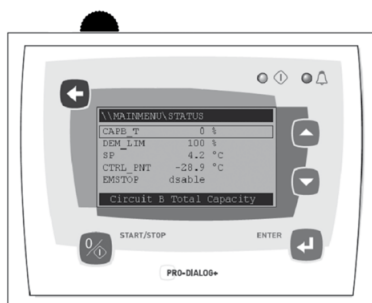 \\MAINMENU\STATUS
CAPB_T 0 %
DEM_LIM 100 %
SP 4.2 °C
CTRL_PNT -28.9 °C
EMSTOP dsable
Circuit B Total Capacity
0/
START/STOP
ENTER
PRO-DIALOG+